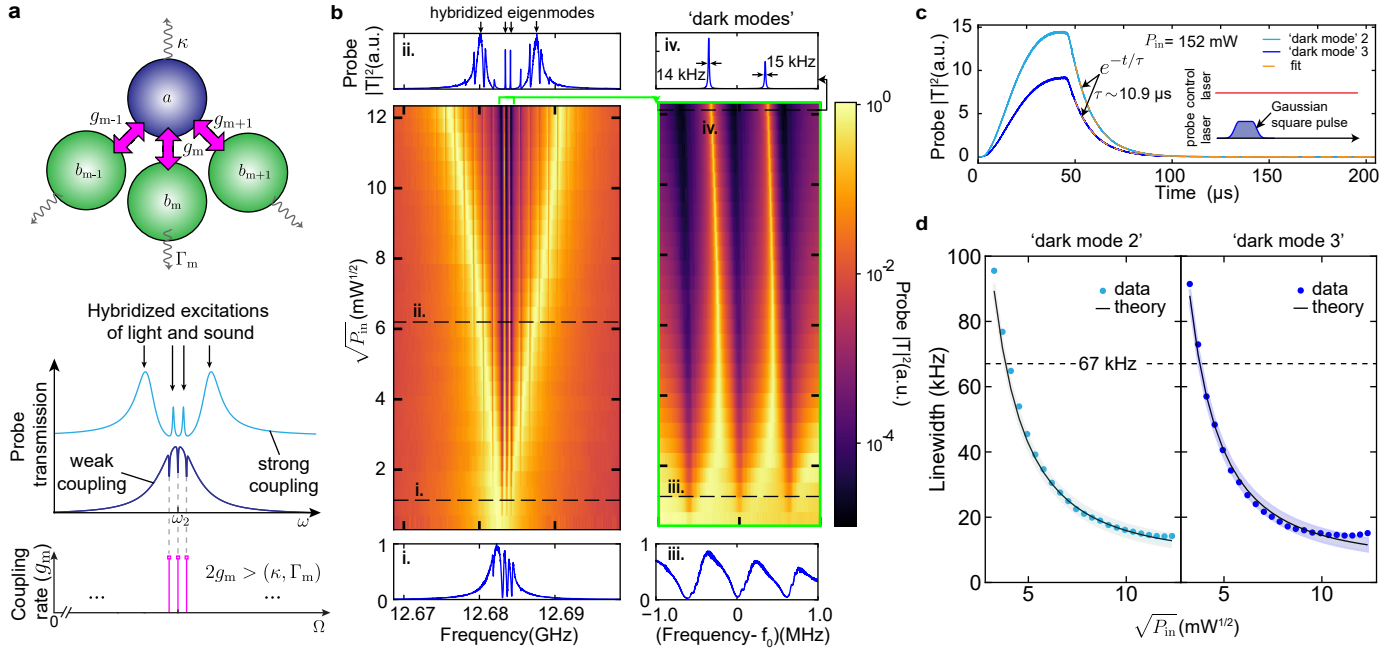 a
κ
a
g_m-1
g_m+1
g_m
b_m-1
b_m
b_m+1
Γ_m
Hybridized excitations
of light and sound
Probe
transmission
weak
coupling
strong
coupling
ω_2
ω
Coupling
rate (g_m)
2g_m > (κ, Γ_m)
...
...
0
Ω
b
hybridized eigenmodes
'dark modes'
Probe
|T|²(a.u.)
ii.
iv.
14 kHz
15 kHz
√P_in (mW^1/2)
12
10
8
6
4
2
ii.
i.
iv.
iii.
10^0
10^-2
10^-4
Probe |T|²(a.u.)
1
0
i.
iii.
12.67
12.68
12.69
Frequency(GHz)
-1.0
0
1.0
(Frequency- f_0)(MHz)
c
Probe |T|²(a.u.)
15
10
5
0
P_in = 152 mW
'dark mode' 2
'dark mode' 3
fit
e^-t/τ
τ ~ 10.9 μs
probe control
laser laser
Gaussian
square pulse
0
50
100
150
200
Time (μs)
d
'dark mode 2'
'dark mode 3'
Linewidth (kHz)
100
80
60
40
20
0
data
theory
data
theory
67 kHz
5
10
5
10
√P_in (mW^1/2)